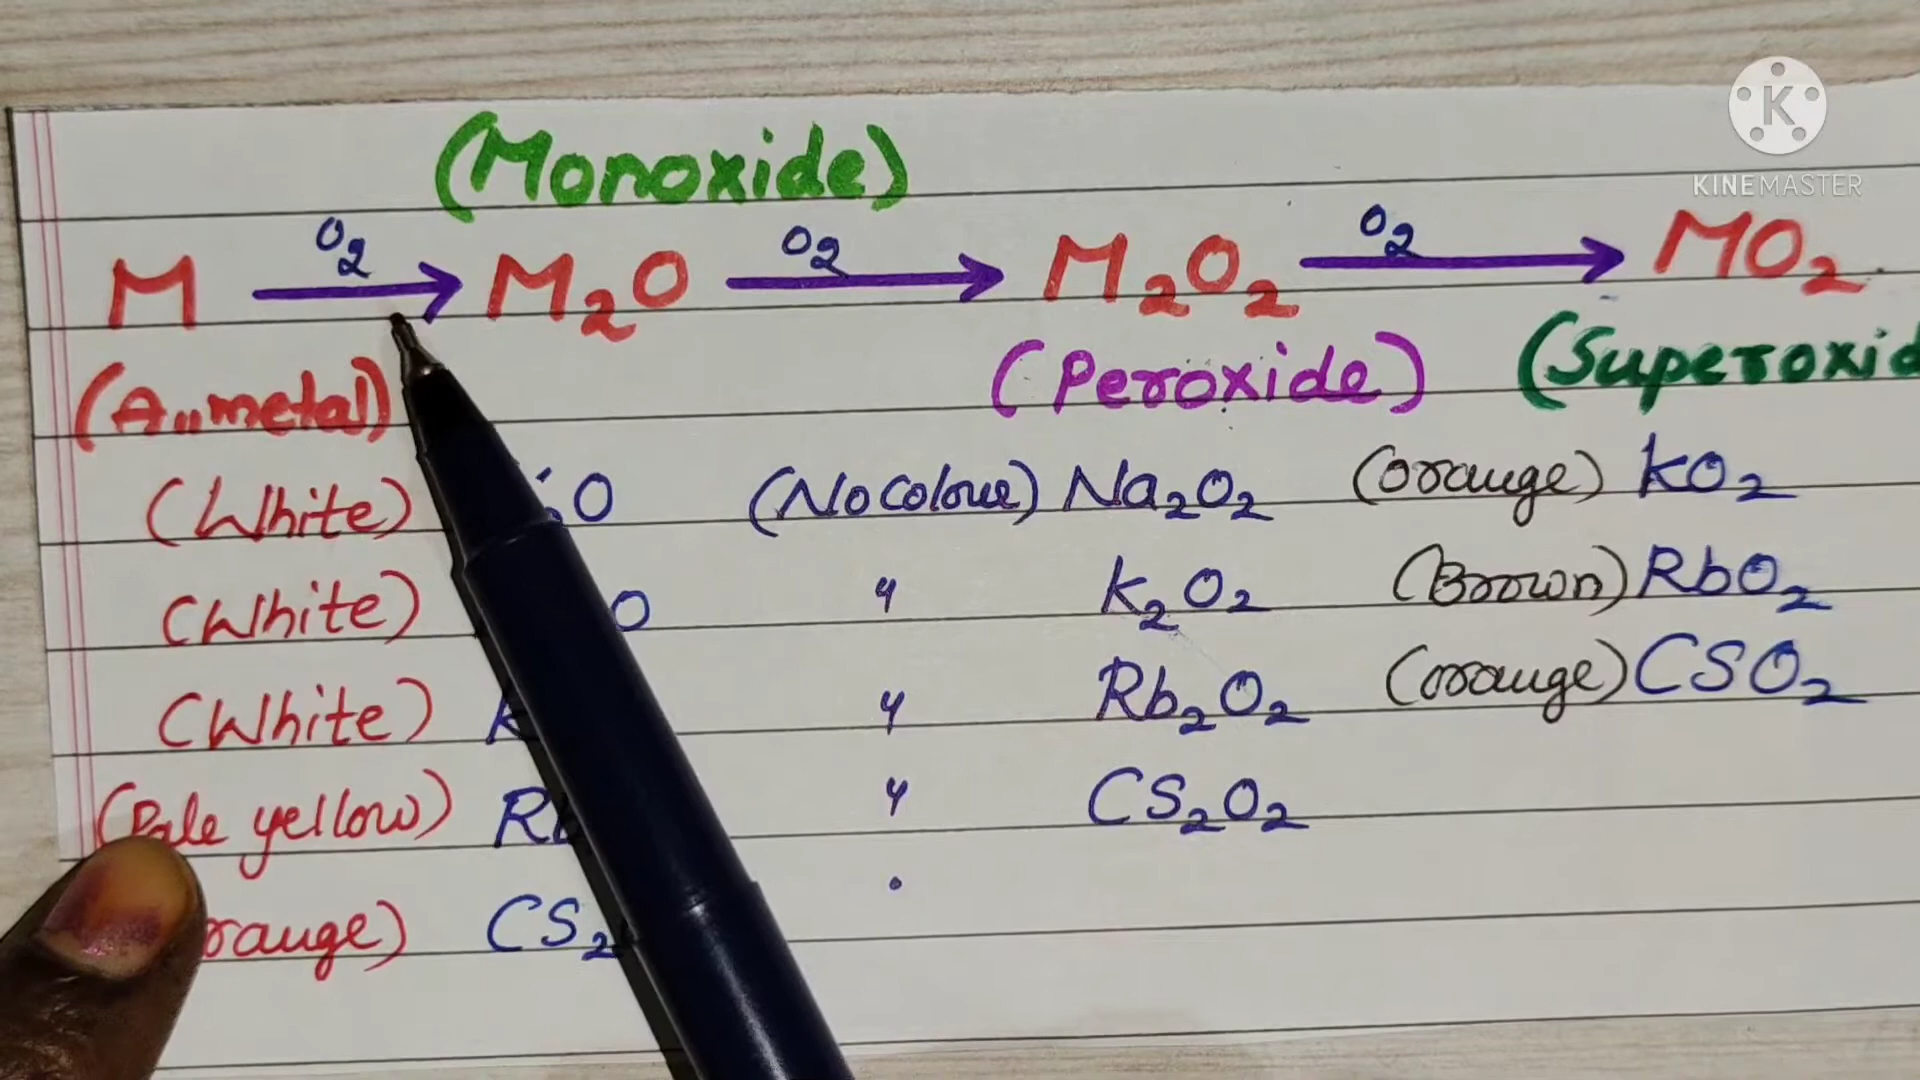 KINEMASTER
(Monoxide)
M O2 → M2O O2 → M2O2 O2 → MO2
(A,, metal) (Peroxide) (Superoxid
(White) O (No Colour) Na2O2 (Orange) KO2
(White) O " K2O2 (Brown) RbO2
(White) K " Rb2O2 (Orange) CSO2
(Pale yellow) Rb " CS2O2
range) CS2